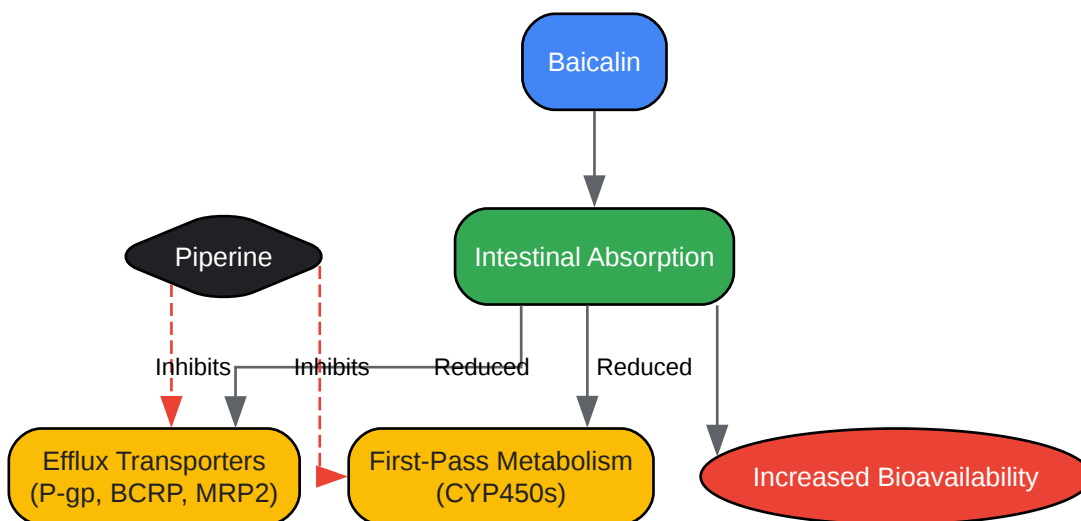 Baicalin
Piperine
Intestinal Absorption
Inhibits
Inhibits
Reduced
Reduced
Efflux Transporters
(P-gp, BCRP, MRP2)
First-Pass Metabolism
(CYP450s)
Increased Bioavailability